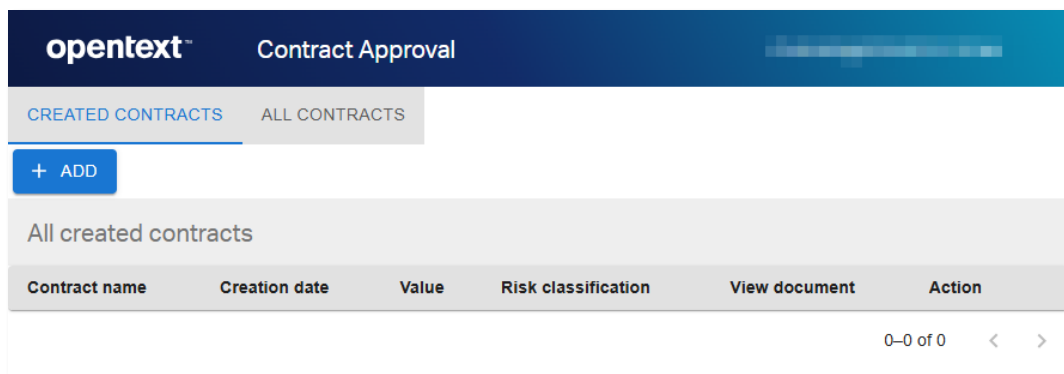 opentext™ Contract Approval
CREATED CONTRACTS ALL CONTRACTS
+ ADD
All created contracts
Contract name Creation date Value Risk classification View document Action
0–0 of 0 < >